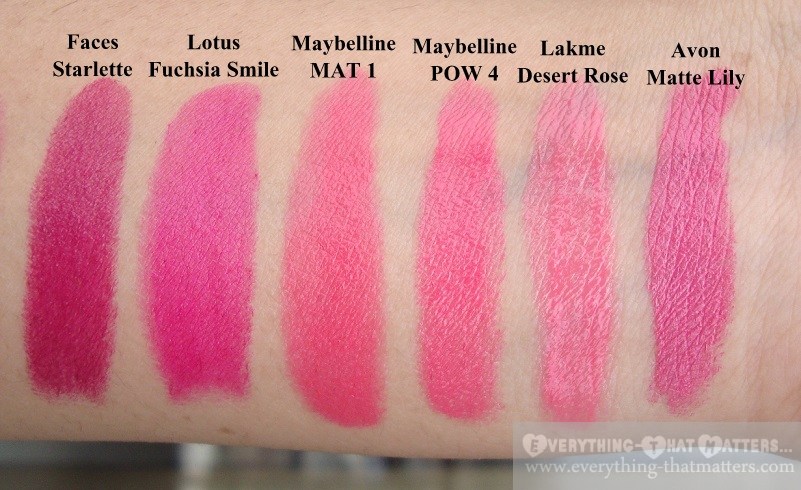 Faces
Starlette
Lotus
Fuchsia Smile
Maybelline
MAT 1
Maybelline
POW 4
Lakme
Desert Rose
Avon
Matte Lily
Everything-That Matters...
www.everything-thatmatters.com